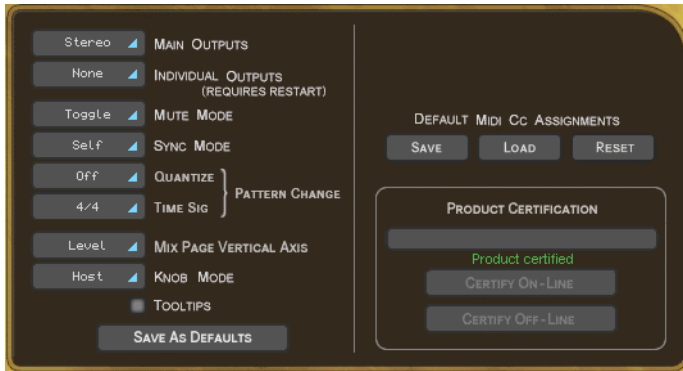 Stereo MAIN OUTPUTS
None INDIVIDUAL OUTPUTS
(REQUIRES RESTART)
Toggle MUTE MODE
Self SYNC MODE
Off QUANTIZE
PATTERN CHANGE
4/4 TIME SIG
Level MIX PAGE VERTICAL AXIS
Host KNOB MODE
TOOLTIPS
SAVE AS DEFAULTS
DEFAULT MIDI CC ASSIGNMENTS
SAVE LOAD RESET
PRODUCT CERTIFICATION
Product certified
CERTIFY ON-LINE
CERTIFY OFF-LINE